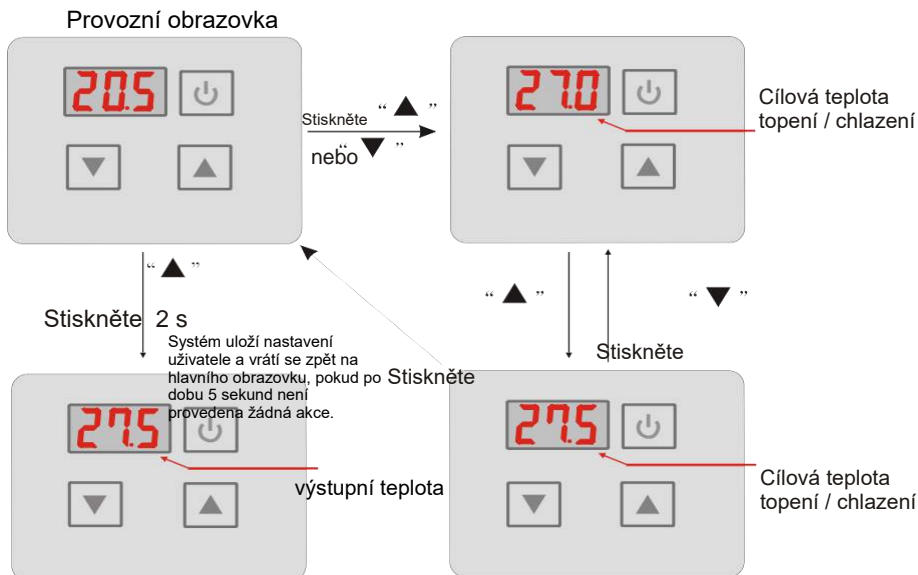 Provozní obrazovka
20.5
Stiskněte
“ ▲ ”
nebo
“ ▼ ”
27.0
Cílová teplota
topení / chlazení
“ ▲ ”
Stiskněte 2 s
Systém uloží nastavení
uživatele a vrátí se zpět na
hlavního obrazovku, pokud po
dobu 5 sekund není
provedena žádná akce.
Stiskněte
“ ▲ ”
“ ▼ ”
Stiskněte
27.5
výstupní teplota
27.5
Cílová teplota
topení / chlazení